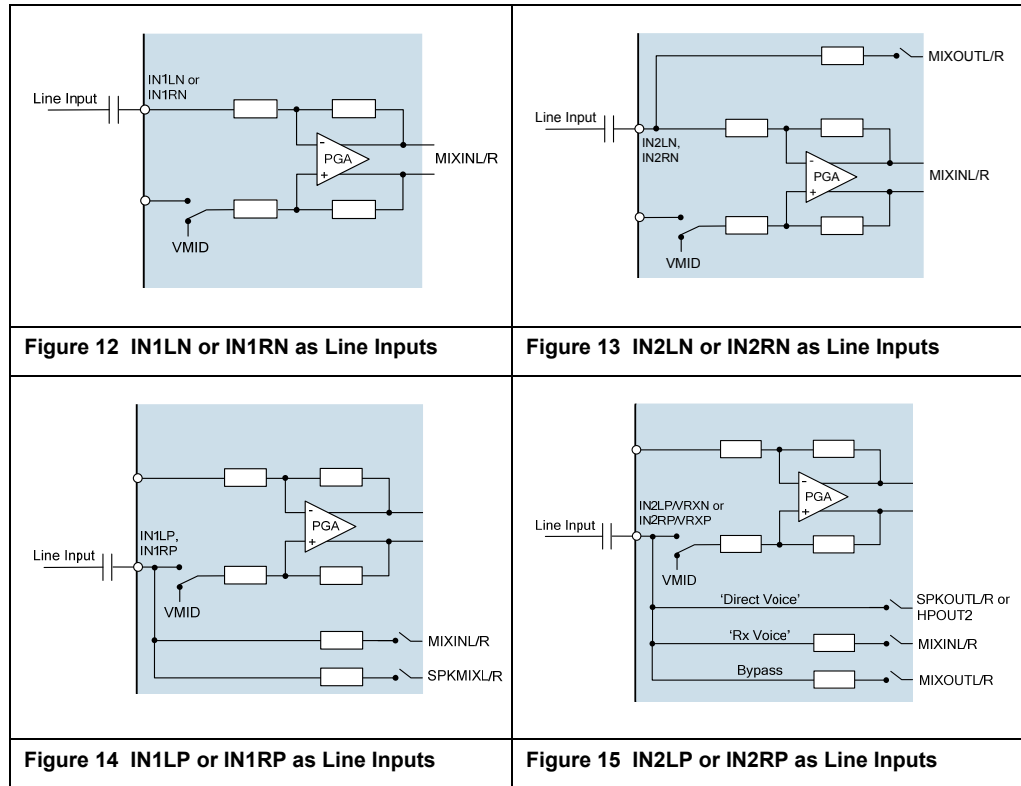 IN1LN or
IN1RN
Line Input
-
PGA
+
MIXINL/R
VMID
Figure 12 IN1LN or IN1RN as Line Inputs
MIXOUTL/R
Line Input
IN2LN,
IN2RN
-
PGA
+
MIXINL/R
VMID
Figure 13 IN2LN or IN2RN as Line Inputs
-
PGA
+
IN1LP,
IN1RP
Line Input
VMID
MIXINL/R
SPKMIXL/R
Figure 14 IN1LP or IN1RP as Line Inputs
-
PGA
+
IN2LP/VRXN or
IN2RP/VRXP
Line Input
VMID
'Direct Voice'
SPKOUTL/R or
HPOUT2
'Rx Voice'
MIXINL/R
Bypass
MIXOUTL/R
Figure 15 IN2LP or IN2RP as Line Inputs